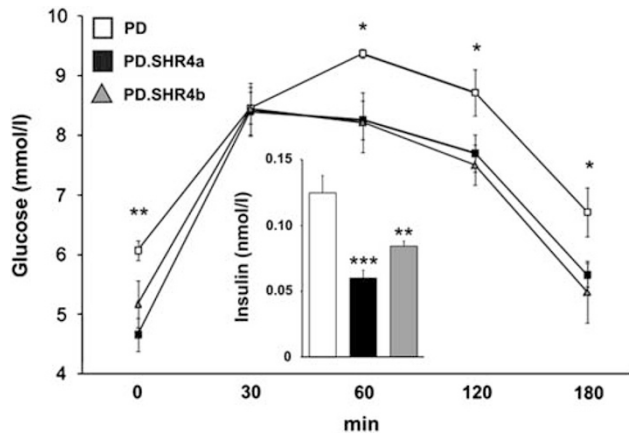 PD
PD.SHR4a
PD.SHR4b
Glucose (mmol/l)
10
9
8
7
6
5
4
**
*
*
*
Insulin (nmol/l)
0.15
0.10
0.05
0
***
**
0 30 60 120 180
min